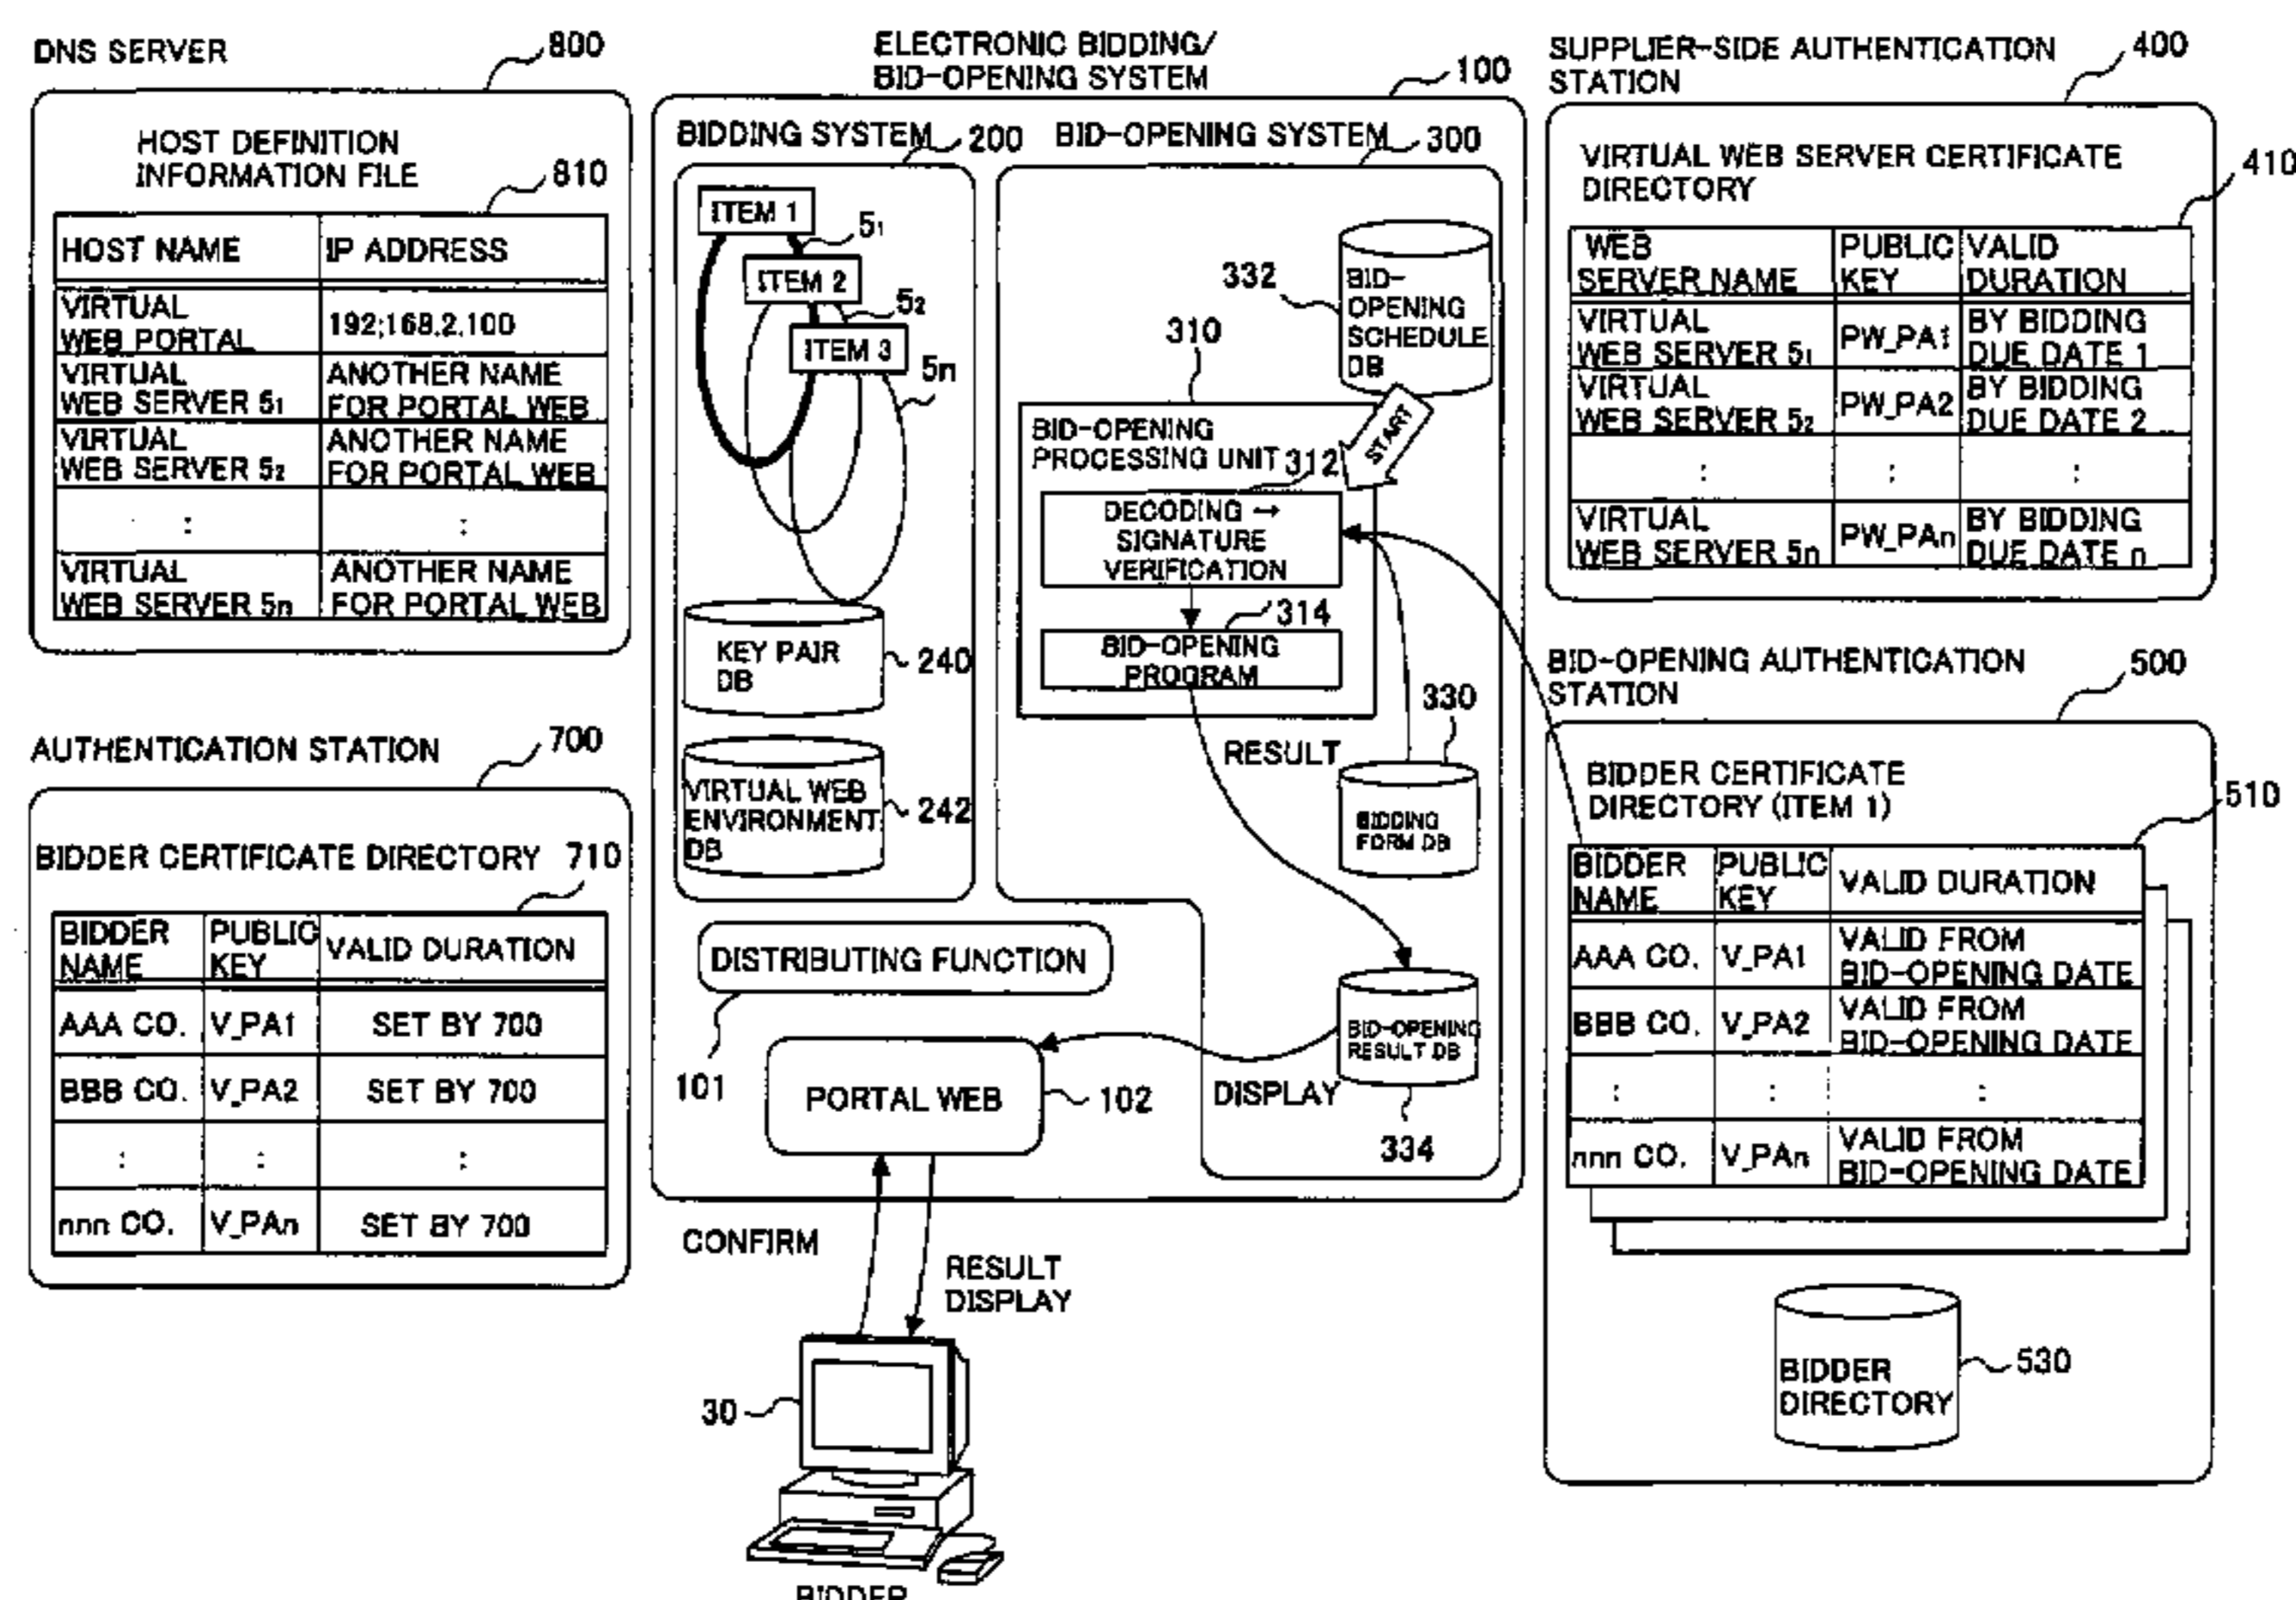 DNS SERVER
800
HOST DEFINITION
INFORMATION FILE
810
HOST NAME
IP ADDRESS
VIRTUAL
WEB PORTAL
192;168.2.100
VIRTUAL
WEB SERVER 5₁
ANOTHER NAME
FOR PORTAL WEB
VIRTUAL
WEB SERVER 5₂
ANOTHER NAME
FOR PORTAL WEB
:
:
VIRTUAL
WEB SERVER 5n
ANOTHER NAME
FOR PORTAL WEB
AUTHENTICATION STATION
700
BIDDER CERTIFICATE DIRECTORY
710
BIDDER
NAME
PUBLIC
KEY
VALID DURATION
AAA CO.
V_PA1
SET BY 700
BBB CO.
V_PA2
SET BY 700
:
:
:
nnn CO.
V_PAn
SET BY 700
ELECTRONIC BIDDING/
BID-OPENING SYSTEM
100
BIDDING SYSTEM
200
ITEM 1
5₁
ITEM 2
5₂
ITEM 3
5n
KEY PAIR
DB
240
VIRTUAL WEB
ENVIRONMENT
DB
242
BID-OPENING SYSTEM
300
332
BID-
OPENING
SCHEDULE
DB
310
START
BID-OPENING
PROCESSING UNIT
312
DECODING →
SIGNATURE
VERIFICATION
314
BID-OPENING
PROGRAM
RESULT
330
BIDDING
FORM DB
BID-OPENING
RESULT DB
334
DISPLAY
DISTRIBUTING FUNCTION
101
PORTAL WEB
102
CONFIRM
RESULT
DISPLAY
30
BIDDER
SUPPLIER-SIDE AUTHENTICATION
STATION
400
VIRTUAL WEB SERVER CERTIFICATE
DIRECTORY
410
WEB
SERVER NAME
PUBLIC
KEY
VALID
DURATION
VIRTUAL
WEB SERVER 5₁
PW_PA1
BY BIDDING
DUE DATE 1
VIRTUAL
WEB SERVER 5₂
PW_PA2
BY BIDDING
DUE DATE 2
:
:
:
VIRTUAL
WEB SERVER 5n
PW_PAn
BY BIDDING
DUE DATE n
BID-OPENING AUTHENTICATION
STATION
500
BIDDER CERTIFICATE
DIRECTORY (ITEM 1)
510
BIDDER
NAME
PUBLIC
KEY
VALID DURATION
AAA CO.
V_PA1
VALID FROM
BID-OPENING DATE
BBB CO.
V_PA2
VALID FROM
BID-OPENING DATE
:
:
:
nnn CO.
V_PAn
VALID FROM
BID-OPENING DATE
BIDDER
DIRECTORY
530